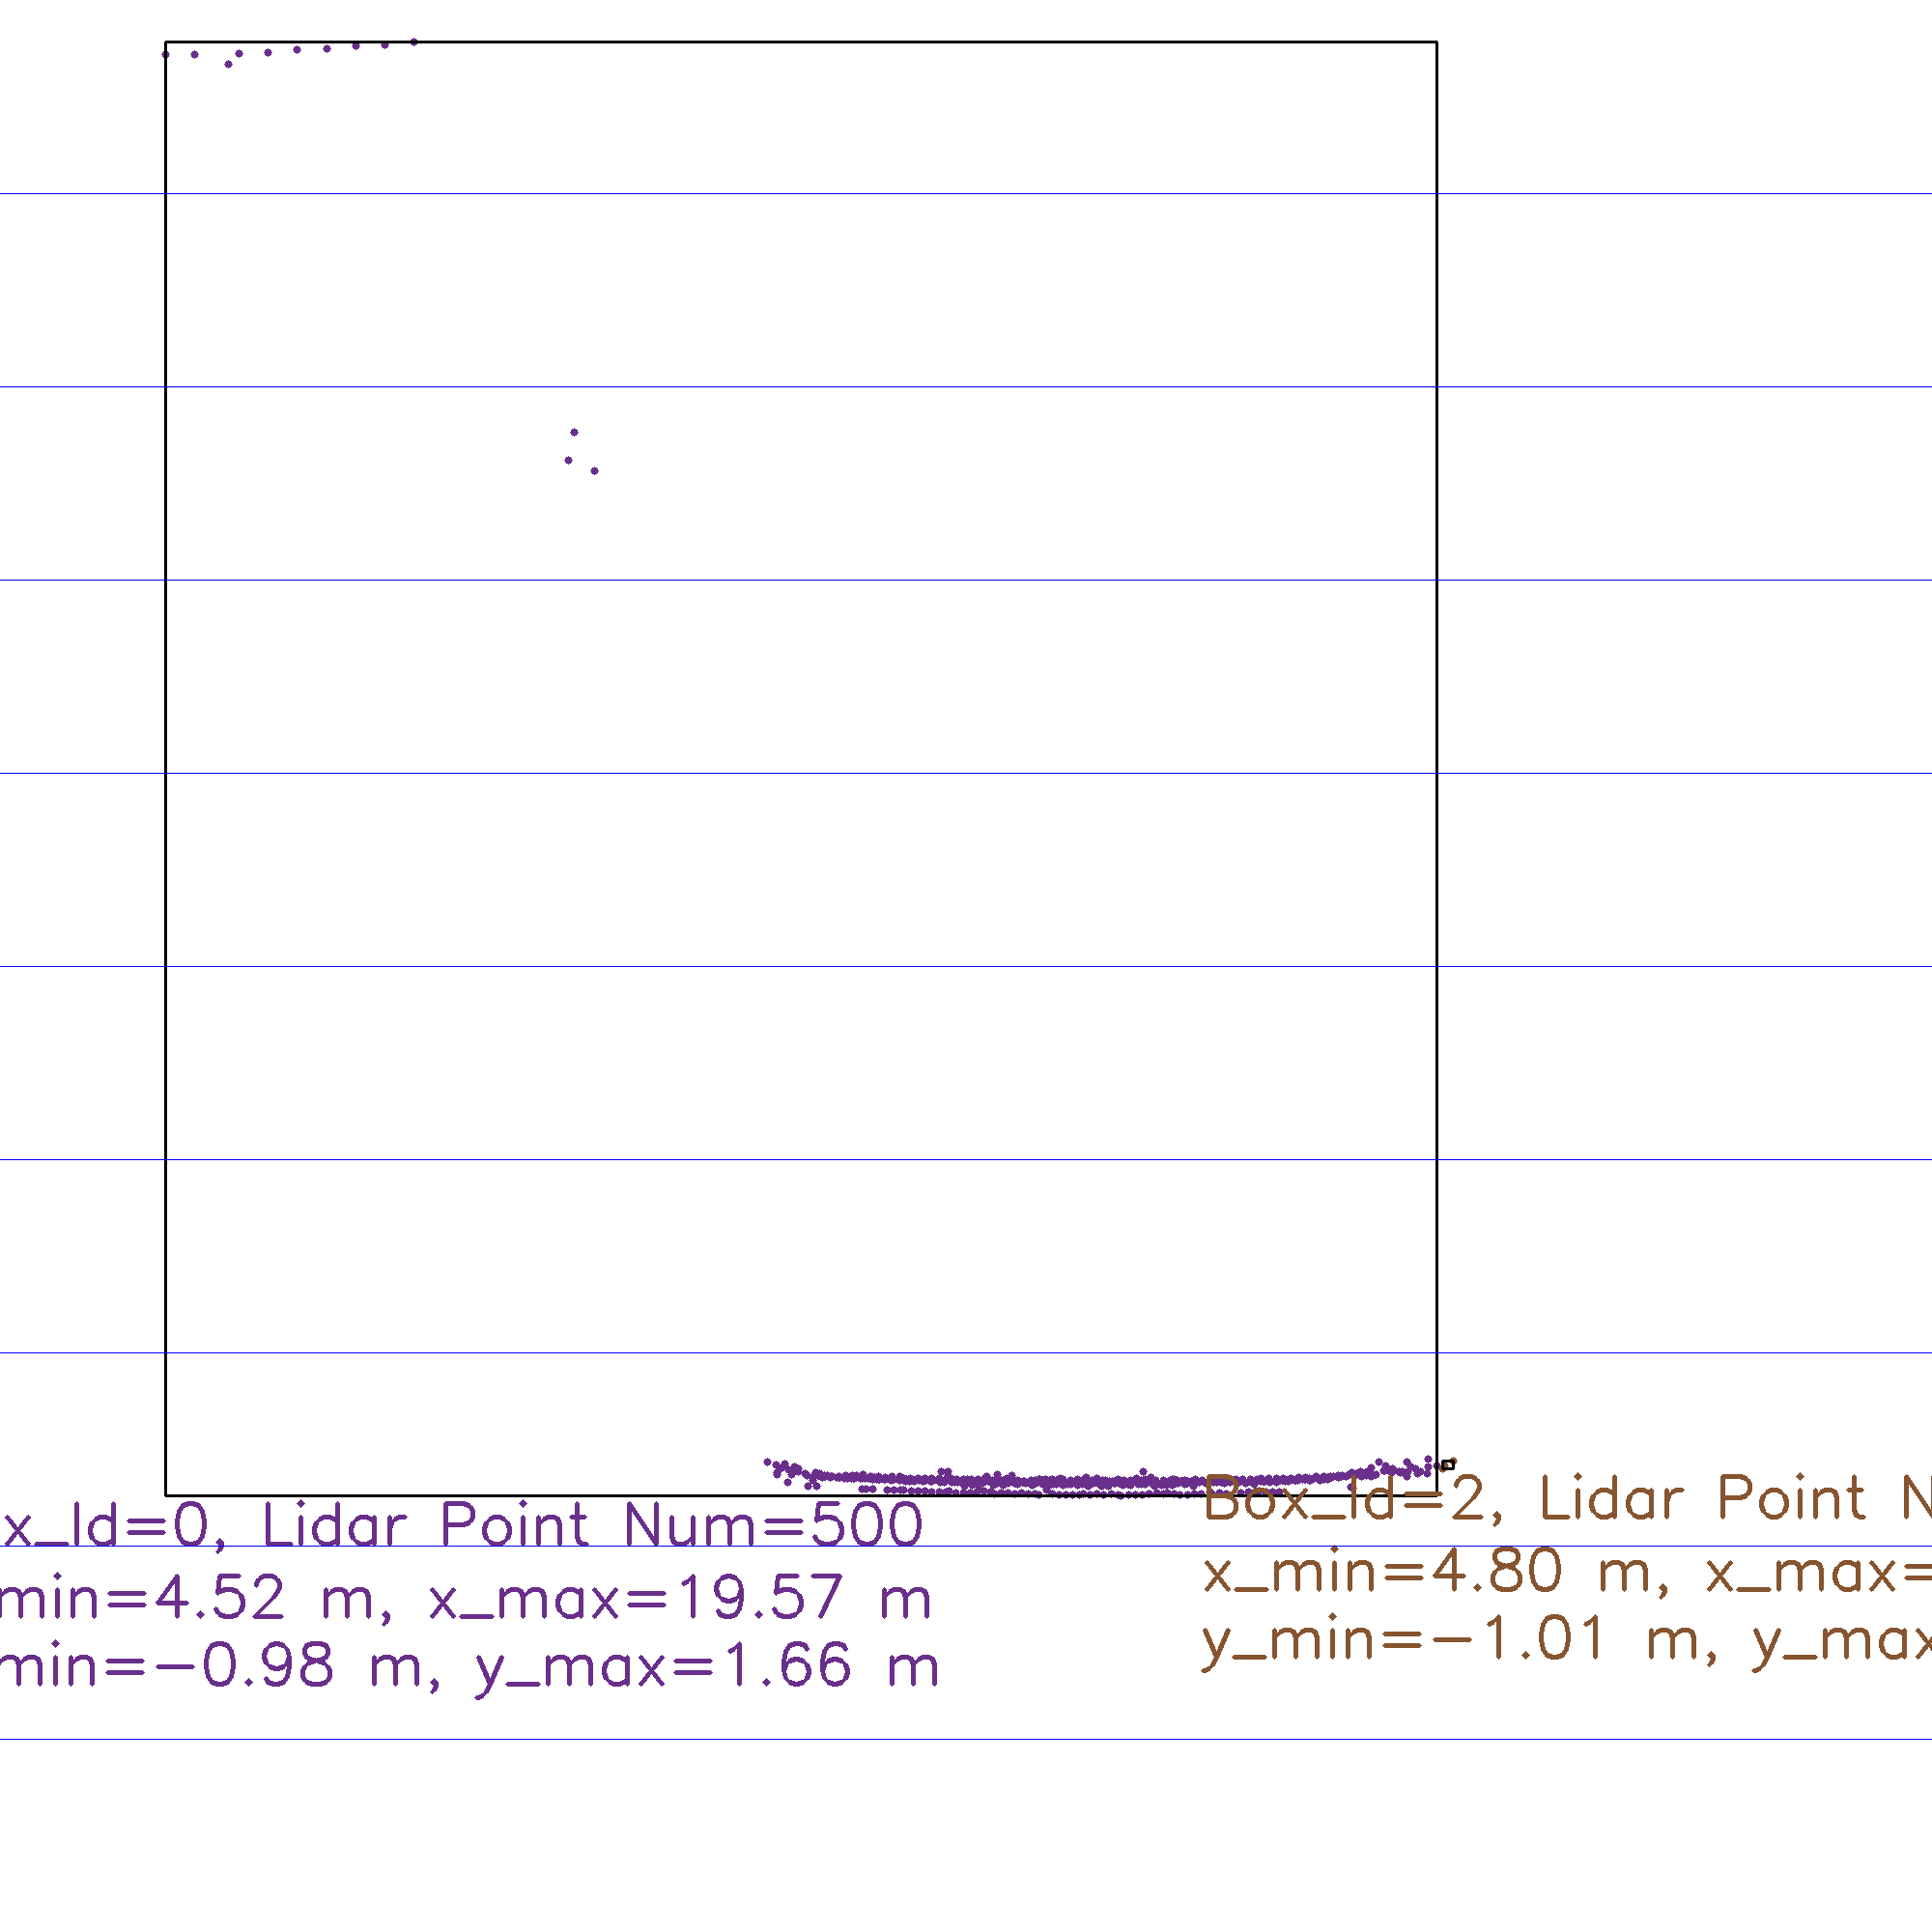 x_Id=0, Lidar Point Num=500
min=4.52 m, x_max=19.57 m
min=-0.98 m, y_max=1.66 m
Box_Id=2, Lidar Point N
x_min=4.80 m, x_max=
y_min=-1.01 m, y_max